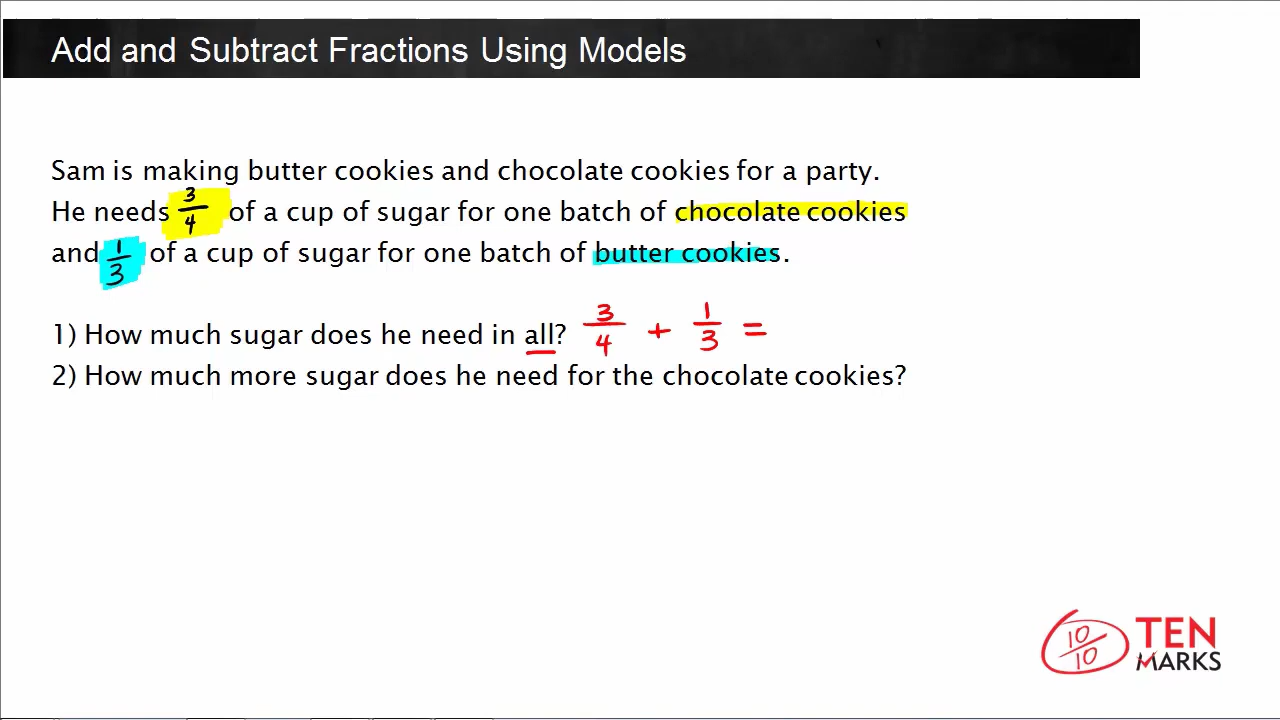 Add and Subtract Fractions Using Models
Sam is making butter cookies and chocolate cookies for a party.
He needs 3/4 of a cup of sugar for one batch of chocolate cookies
and 1/3 of a cup of sugar for one batch of butter cookies.
1) How much sugar does he need in all? 3/4 + 1/3 =
2) How much more sugar does he need for the chocolate cookies?
10/10 TEN
MARKS